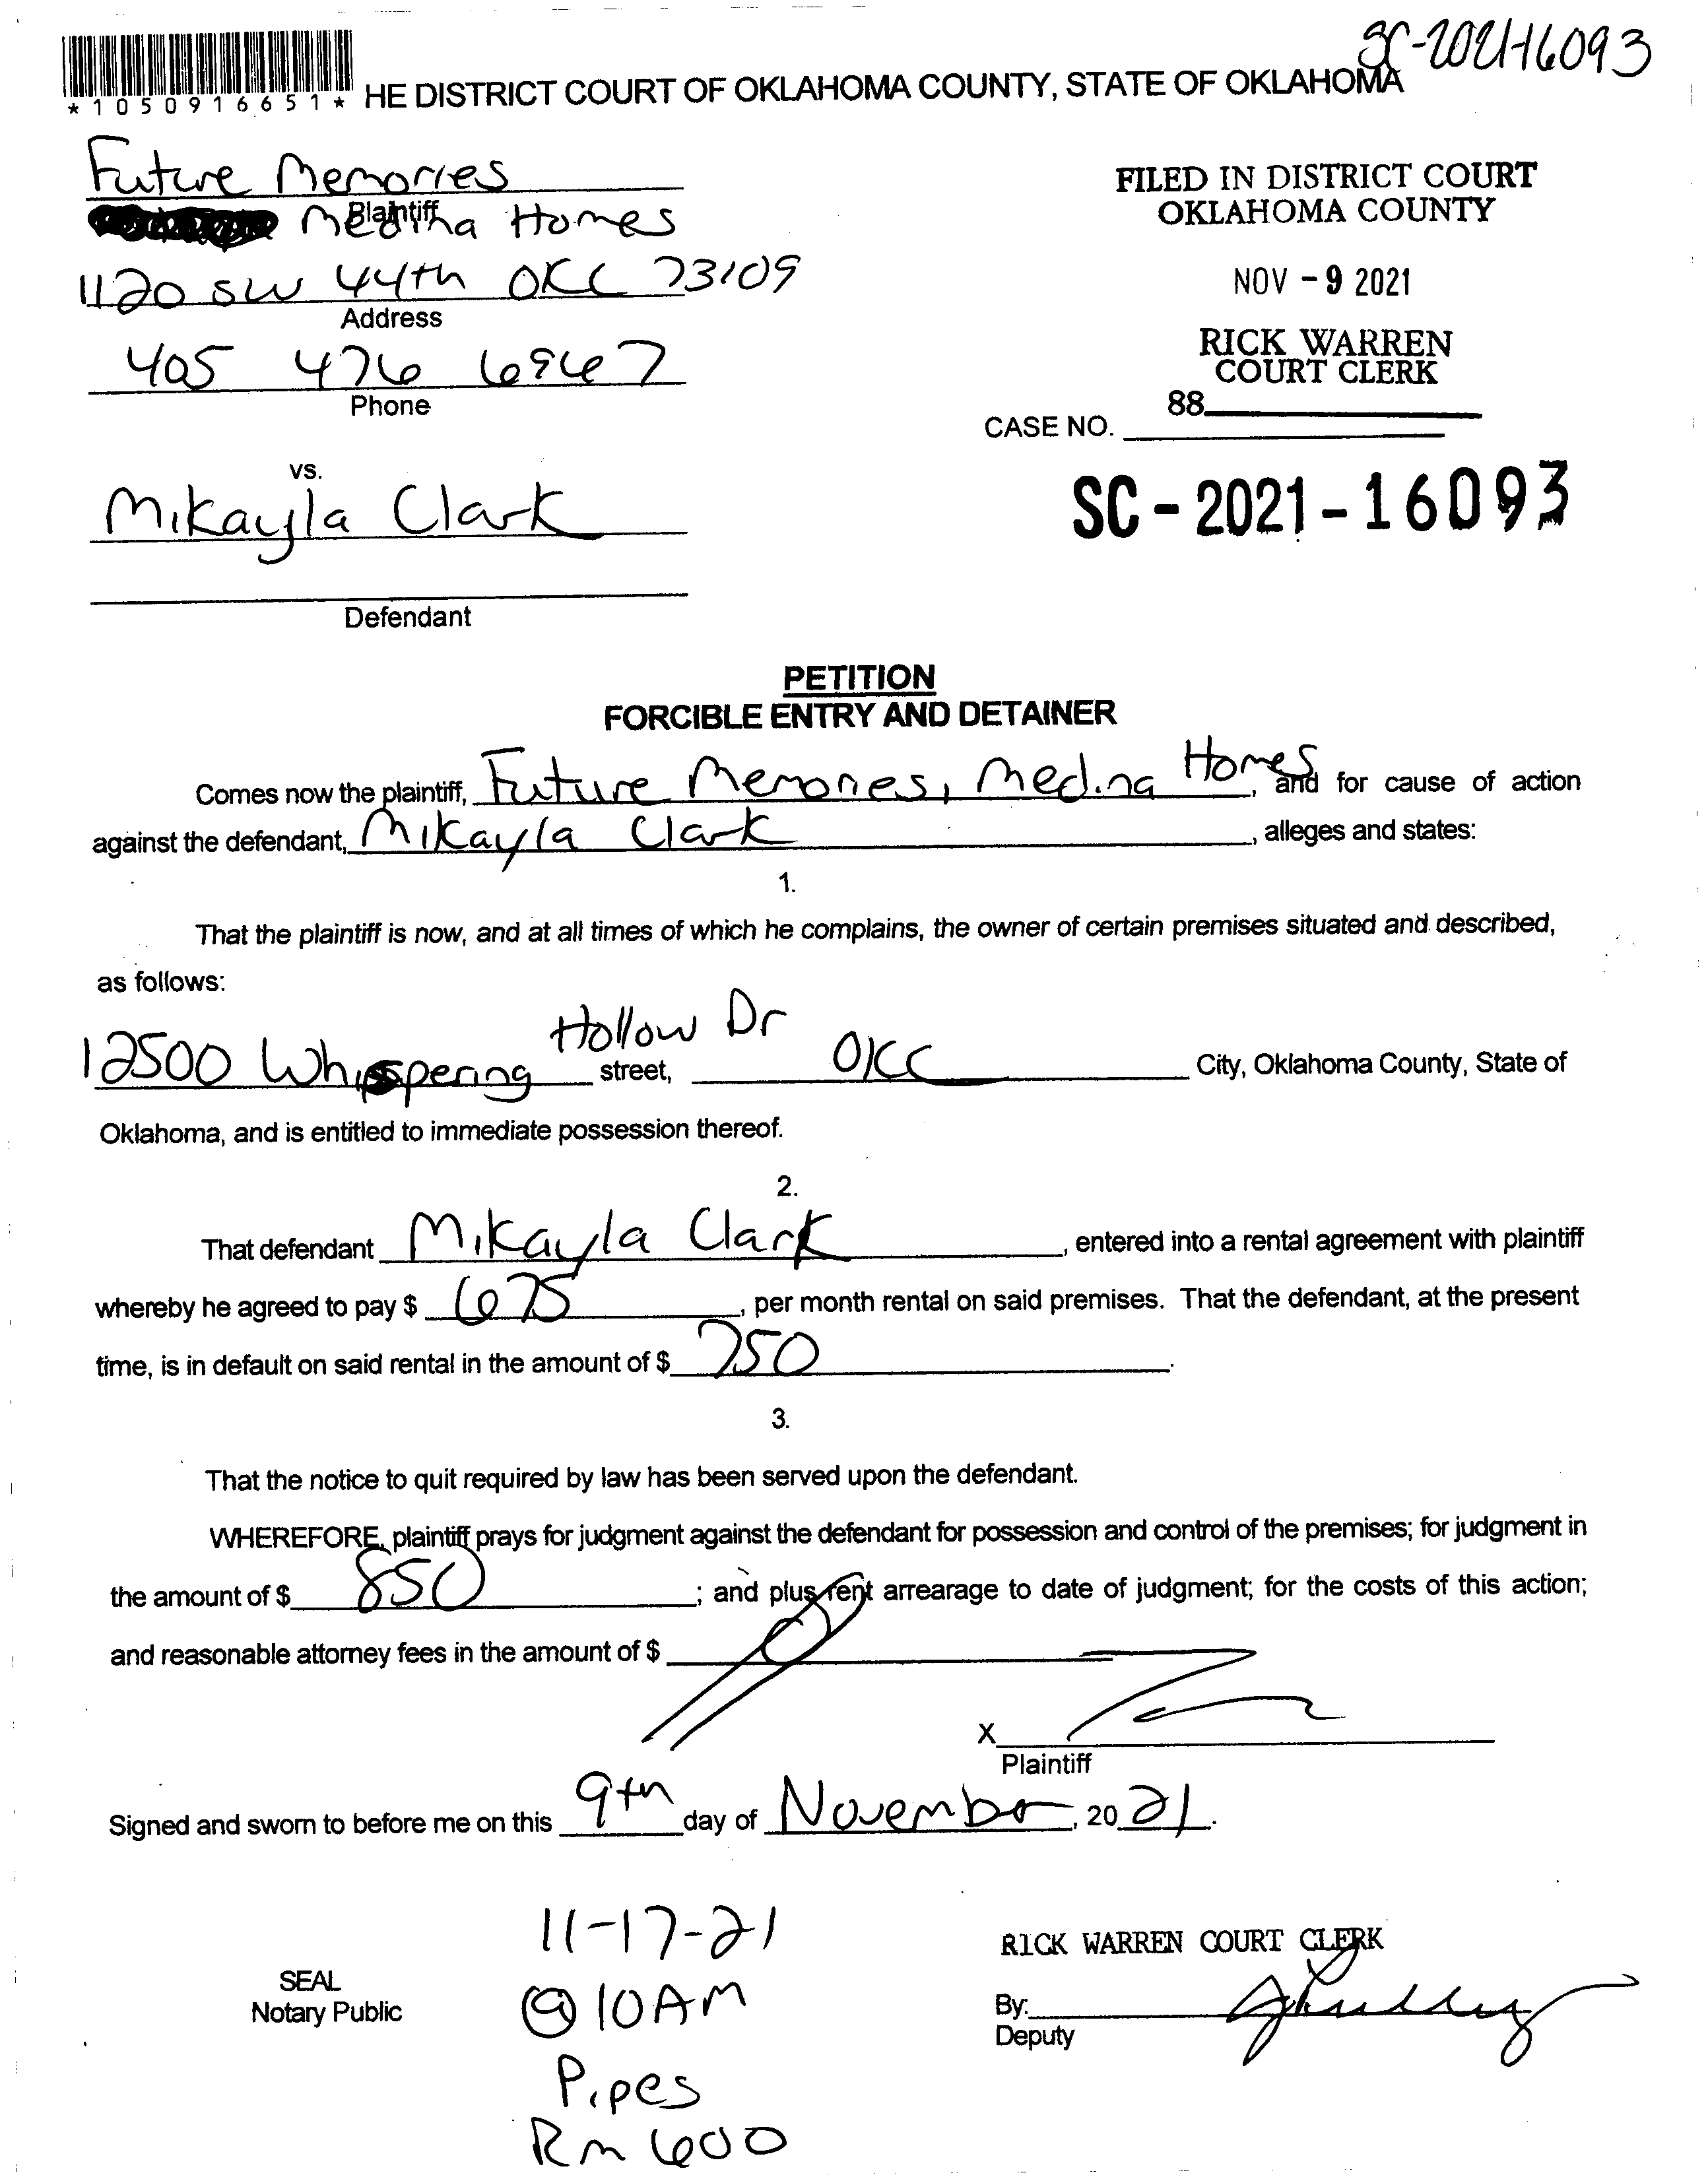 SC-2021-16093
*1050916651* HE DISTRICT COURT OF OKLAHOMA COUNTY, STATE OF OKLAHOMA
Future Memories
Plaintiff
Medina Homes
1120 SW 44th OKC 73109
Address
405 476 6967
Phone
FILED IN DISTRICT COURT
OKLAHOMA COUNTY
NOV - 9 2021
RICK WARREN
COURT CLERK
88
CASE NO.
SC - 2021 - 16093
vs.
Mikayla Clark
Defendant
PETITION
FORCIBLE ENTRY AND DETAINER
Comes now the plaintiff, Future Memories, Medina Homes, and for cause of action
against the defendant, Mikayla Clark, alleges and states:
1.
That the plaintiff is now, and at all times of which he complains, the owner of certain premises situated and described,
as follows:
12500 Whispering Hollow Dr street, OKC City, Oklahoma County, State of
Oklahoma, and is entitled to immediate possession thereof.
2.
That defendant Mikayla Clark, entered into a rental agreement with plaintiff
whereby he agreed to pay $ 675, per month rental on said premises. That the defendant, at the present
time, is in default on said rental in the amount of $ 750.
3.
That the notice to quit required by law has been served upon the defendant.
WHEREFORE, plaintiff prays for judgment against the defendant for possession and control of the premises; for judgment in
the amount of $ 850; and plus rent arrearage to date of judgment; for the costs of this action;
and reasonable attorney fees in the amount of $
X
Plaintiff
Signed and sworn to before me on this 9th day of November, 20 21.
11-17-21
@ 10AM
Pipes
Rm 600
SEAL
Notary Public
RICK WARREN COURT CLERK
By:
Deputy